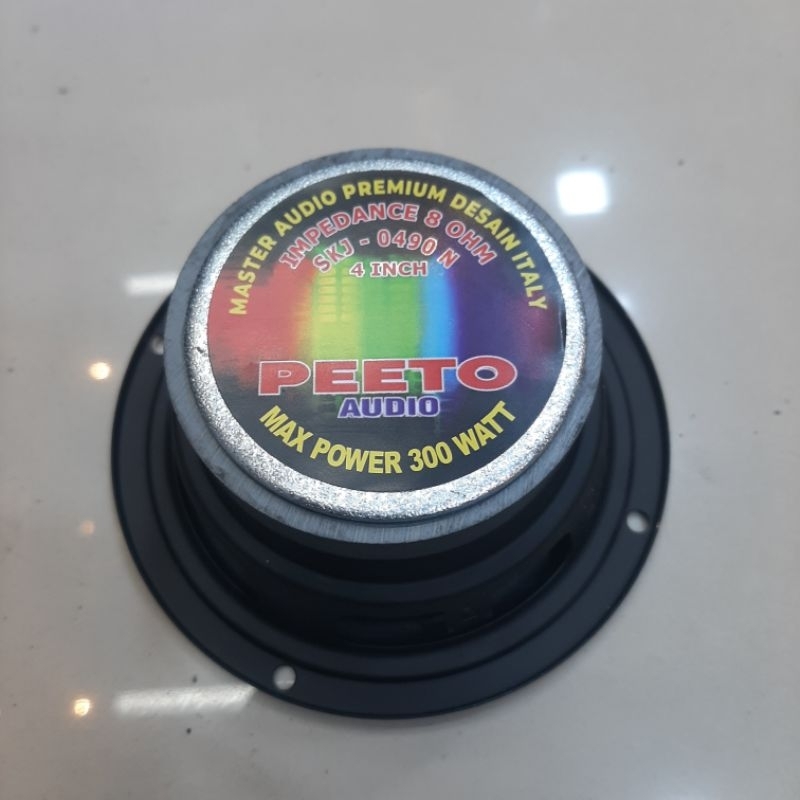 MASTER AUDIO PREMIUM DESAIN ITALY
IMPEDANCE 8 OHM
SKJ - 0490 N
4 INCH
PEETO
AUDIO
MAX POWER 300 WATT